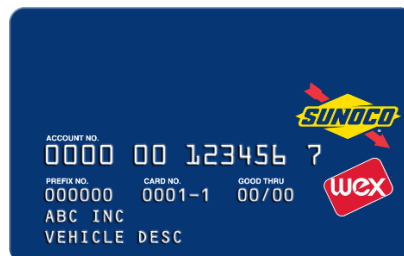 SUNOCO
ACCOUNT NO.
0000 00 123456 7
PREFIX NO. CARD NO. GOOD THRU
000000 0001-1 00/00
wex
ABC INC
VEHICLE DESC